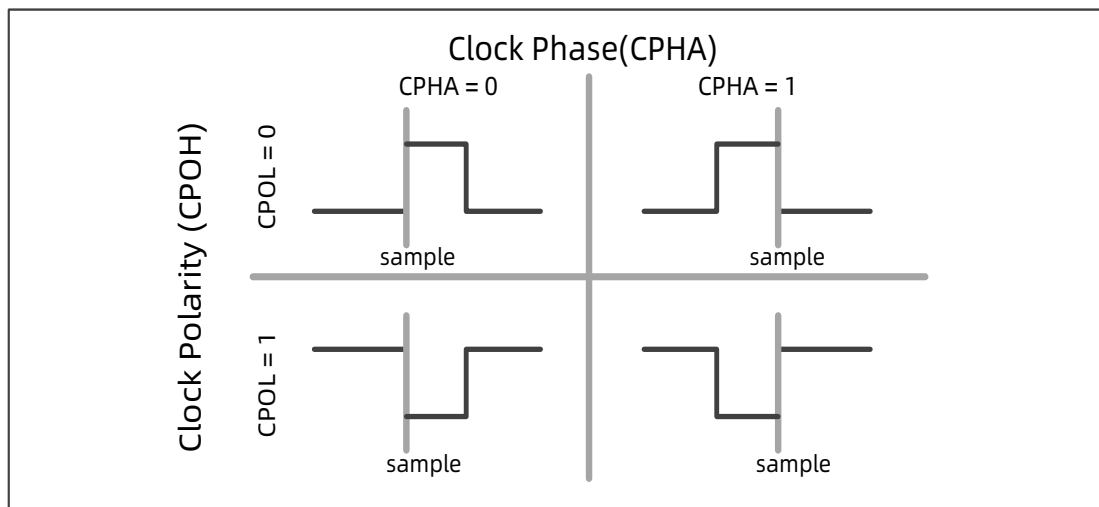 Clock Phase(CPHA)
CPHA = 0
CPHA = 1
Clock Polarity (CPOH)
CPOL = 0
sample
sample
CPOL = 1
sample
sample